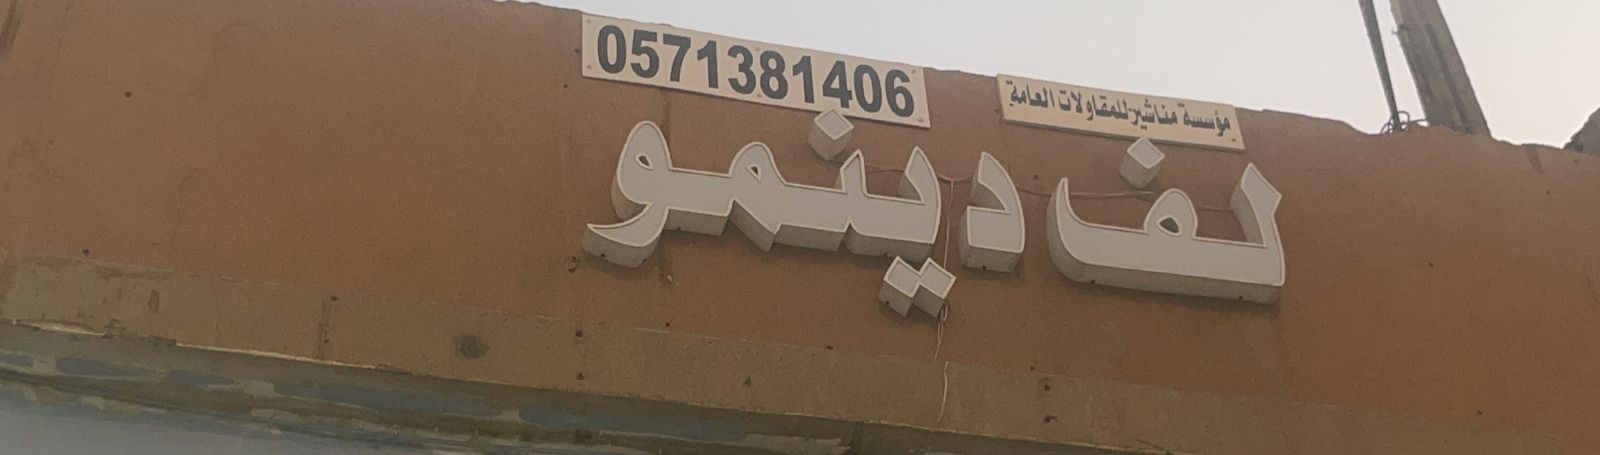 0571381406
مؤسسة مناشير للمقاولات العامة
لف دينمو